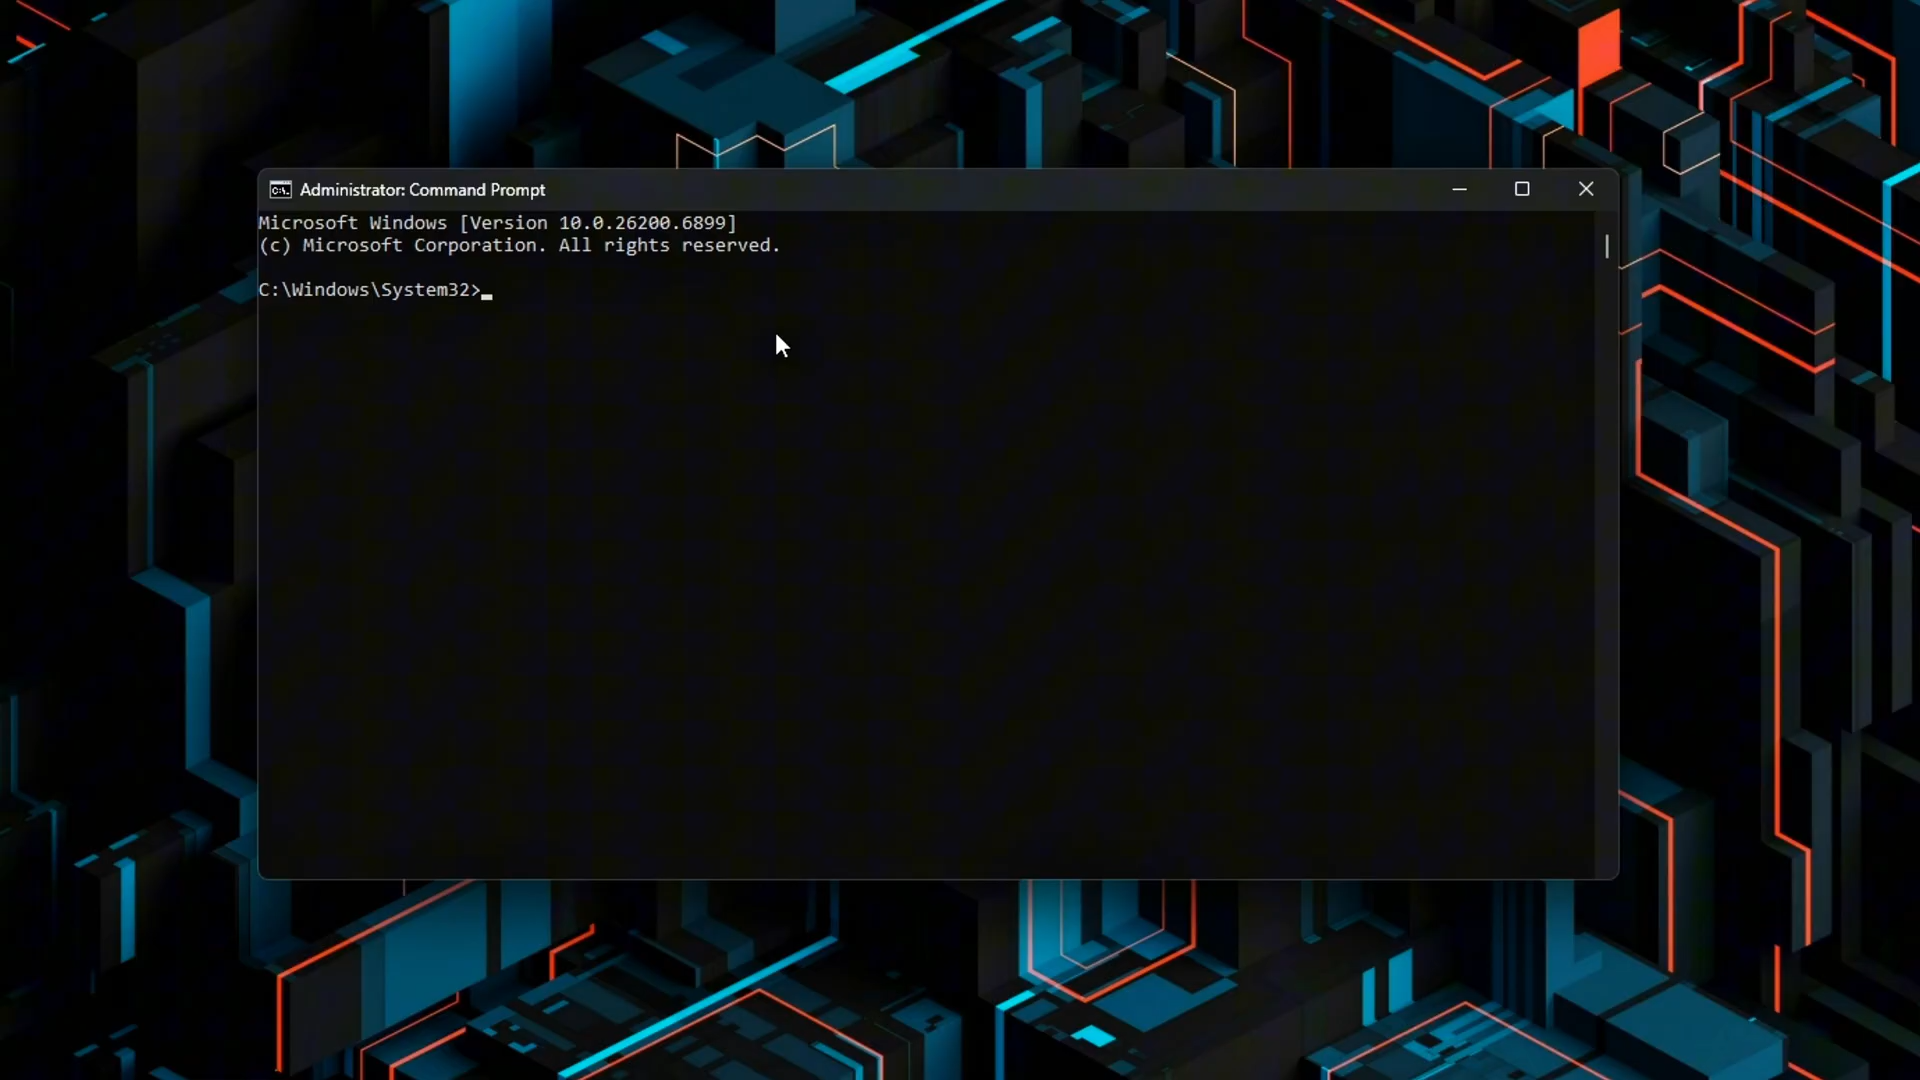 Administrator: Command Prompt
Microsoft Windows [Version 10.0.26200.6899]
(c) Microsoft Corporation. All rights reserved.
C:\Windows\System32>